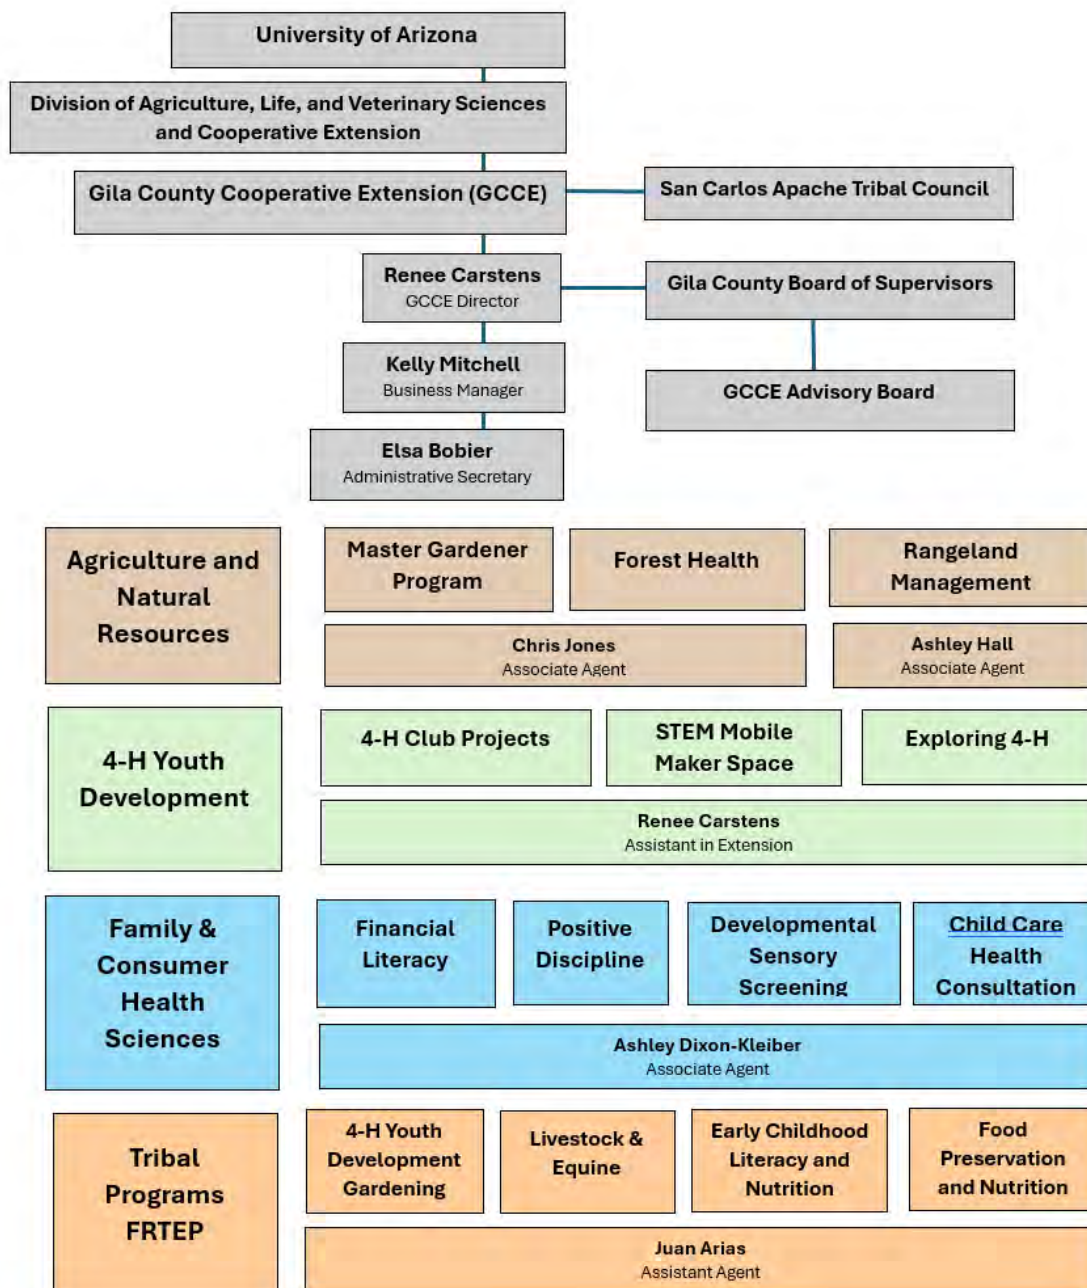 University of Arizona
Division of Agriculture, Life, and Veterinary Sciences
and Cooperative Extension
Gila County Cooperative Extension (GCCE)
San Carlos Apache Tribal Council
Renee Carstens
GCCE Director
Gila County Board of Supervisors
Kelly Mitchell
Business Manager
GCCE Advisory Board
Elsa Bobier
Administrative Secretary
Agriculture and
Natural
Resources
Master Gardener
Program
Forest Health
Rangeland
Management
Chris Jones
Associate Agent
Ashley Hall
Associate Agent
4-H Youth
Development
4-H Club Projects
STEM Mobile
Maker Space
Exploring 4-H
Renee Carstens
Assistant in Extension
Family &
Consumer
Health
Sciences
Financial
Literacy
Positive
Discipline
Developmental
Sensory
Screening
Child Care
Health
Consultation
Ashley Dixon-Kleiber
Associate Agent
Tribal
Programs
FRTEP
4-H Youth
Development
Gardening
Livestock &
Equine
Early Childhood
Literacy and
Nutrition
Food
Preservation
and Nutrition
Juan Arias
Assistant Agent